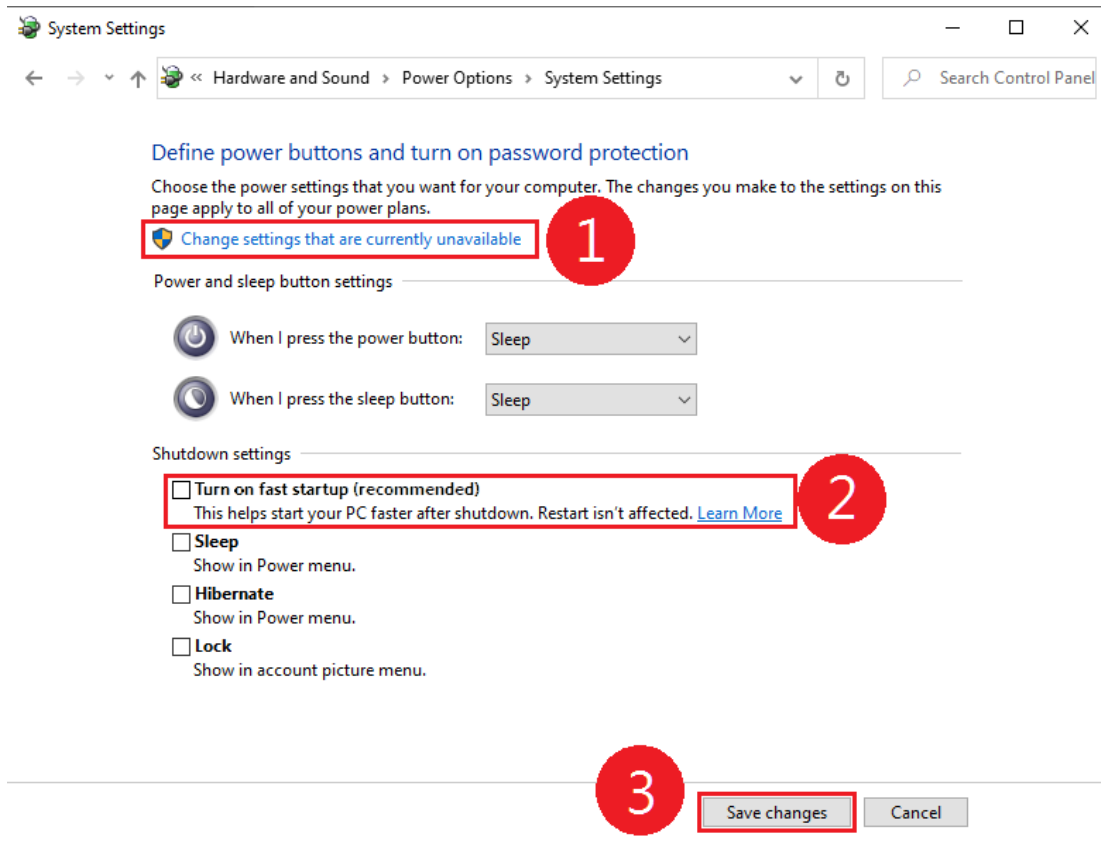 System Settings
« Hardware and Sound › Power Options › System Settings
Search Control Panel
Define power buttons and turn on password protection
Choose the power settings that you want for your computer. The changes you make to the settings on this
page apply to all of your power plans.
Change settings that are currently unavailable
1
Power and sleep button settings
When I press the power button: Sleep
When I press the sleep button: Sleep
Shutdown settings
Turn on fast startup (recommended)
This helps start your PC faster after shutdown. Restart isn't affected. Learn More
2
Sleep
Show in Power menu.
Hibernate
Show in Power menu.
Lock
Show in account picture menu.
3
Save changes
Cancel